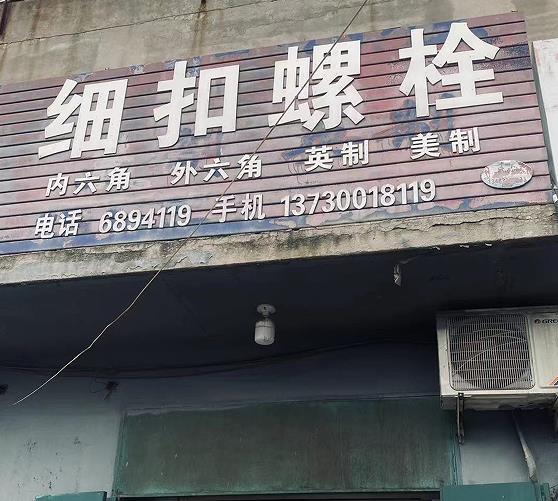 细扣螺栓
内六角 外六角 英制 美制
电话 6894119 手机 13730018119